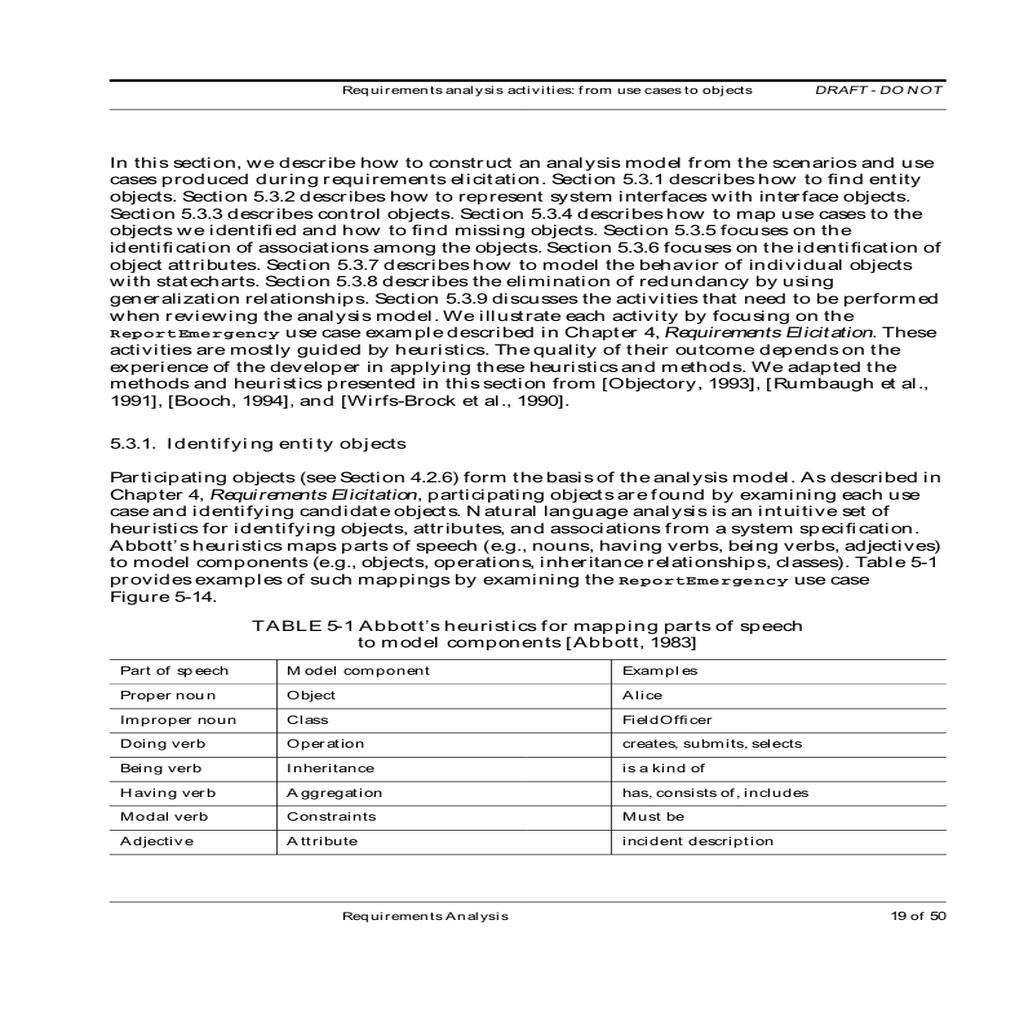 Requirements analysis activities: from use cases to objects DRAFT - DO NOT
In this section, we describe how to construct an analysis model from the scenarios and use
cases produced during requirements elicitation. Section 5.3.1 describes how to find entity
objects. Section 5.3.2 describes how to represent system interfaces with interface objects.
Section 5.3.3 describes control objects. Section 5.3.4 describes how to map use cases to the
objects we identified and how to find missing objects. Section 5.3.5 focuses on the
identification of associations among the objects. Section 5.3.6 focuses on the identification of
object attributes. Section 5.3.7 describes how to model the behavior of individual objects
with statecharts. Section 5.3.8 describes the elimination of redundancy by using
generalization relationships. Section 5.3.9 discusses the activities that need to be performed
when reviewing the analysis model. We illustrate each activity by focusing on the
ReportEmergency use case example described in Chapter 4, Requirements Elicitation. These
activities are mostly guided by heuristics. The quality of their outcome depends on the
experience of the developer in applying these heuristics and methods. We adapted the
methods and heuristics presented in this section from [Objectory, 1993], [Rumbaugh et al.,
1991], [Booch, 1994], and [Wirfs-Brock et al., 1990].
5.3.1. Identifying entity objects
Participating objects (see Section 4.2.6) form the basis of the analysis model. As described in
Chapter 4, Requirements Elicitation, participating objects are found by examining each use
case and identifying candidate objects. Natural language analysis is an intuitive set of
heuristics for identifying objects, attributes, and associations from a system specification.
Abbott's heuristics maps parts of speech (e.g., nouns, having verbs, being verbs, adjectives)
to model components (e.g., objects, operations, inheritance relationships, classes). Table 5-1
provides examples of such mappings by examining the ReportEmergency use case
Figure 5-14.
TABLE 5-1 Abbott's heuristics for mapping parts of speech
to model components [Abbott, 1983]
Part of speech Model component Examples
Proper noun Object Alice
Improper noun Class FieldOfficer
Doing verb Operation creates, submits, selects
Being verb Inheritance is a kind of
Having verb Aggregation has, consists of, includes
Modal verb Constraints Must be
Adjective Attribute incident description
Requirements Analysis 19 of 50